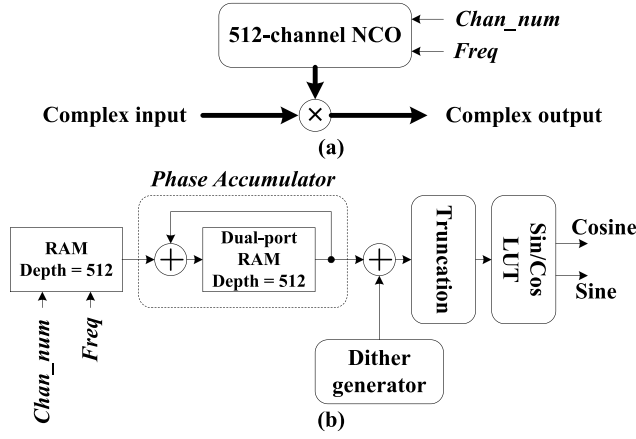 512-channel NCO
Chan_num
Freq
Complex input
×
Complex output
(a)
Phase Accumulator
RAM
Depth = 512
+
Dual-port
RAM
Depth = 512
+
Truncation
Sin/Cos
LUT
Cosine
Sine
Chan_num
Freq
Dither
generator
(b)